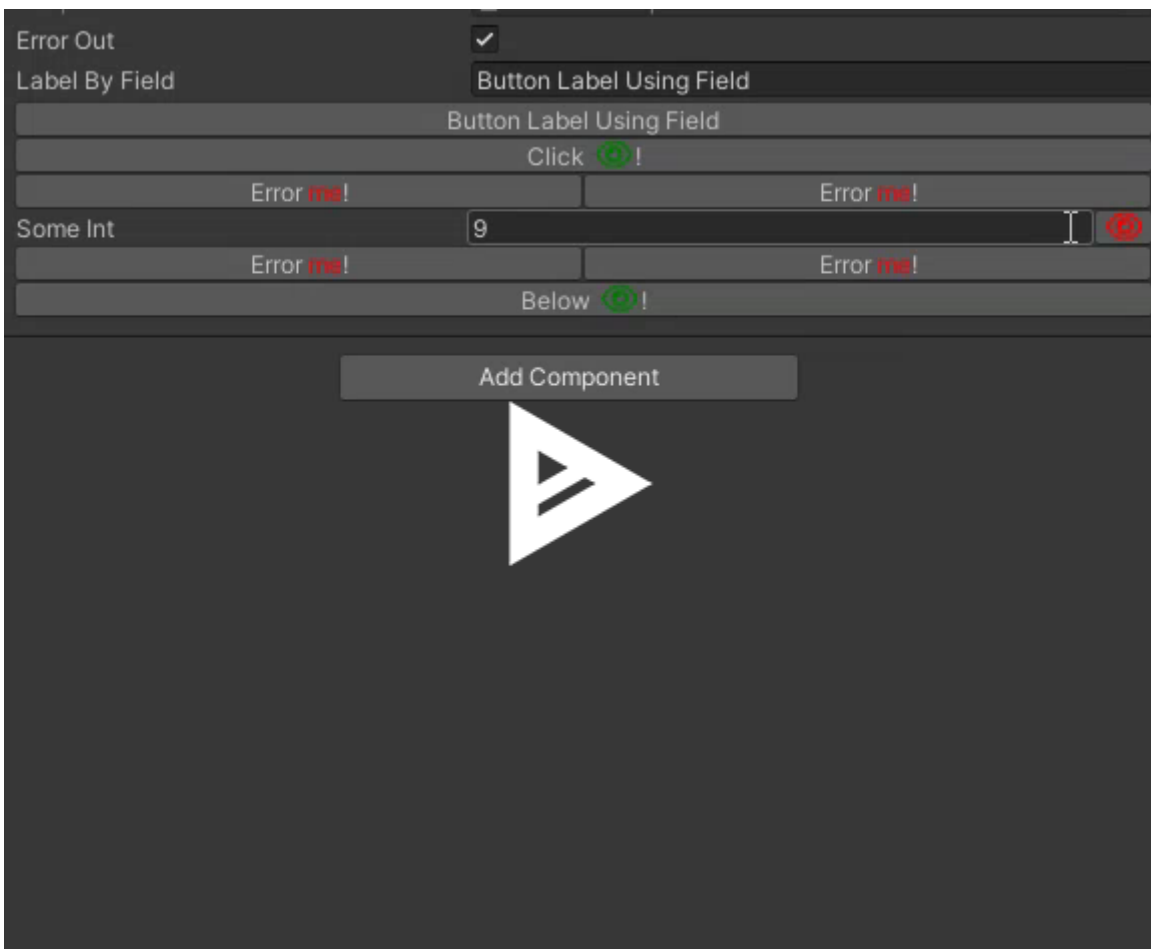 Error Out
Label By Field Button Label Using Field
Button Label Using Field
Click !
Error me! Error me!
Some Int 9
Error me! Error me!
Below !
Add Component